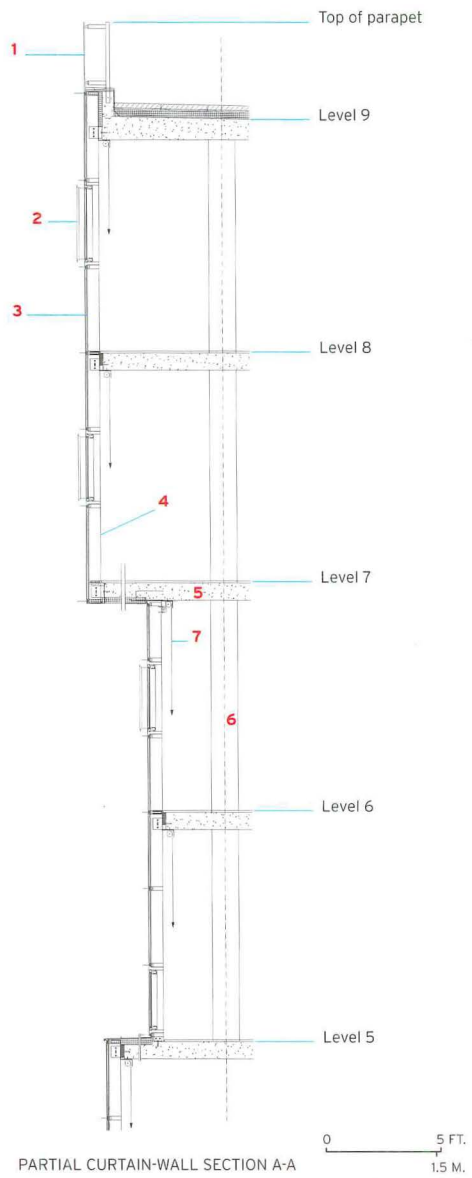 Top of parapet
1
Level 9
2
3
Level 8
4
Level 7
5
7
6
Level 6
Level 5
0 5 FT.
PARTIAL CURTAIN-WALL SECTION A-A 1.5 M.